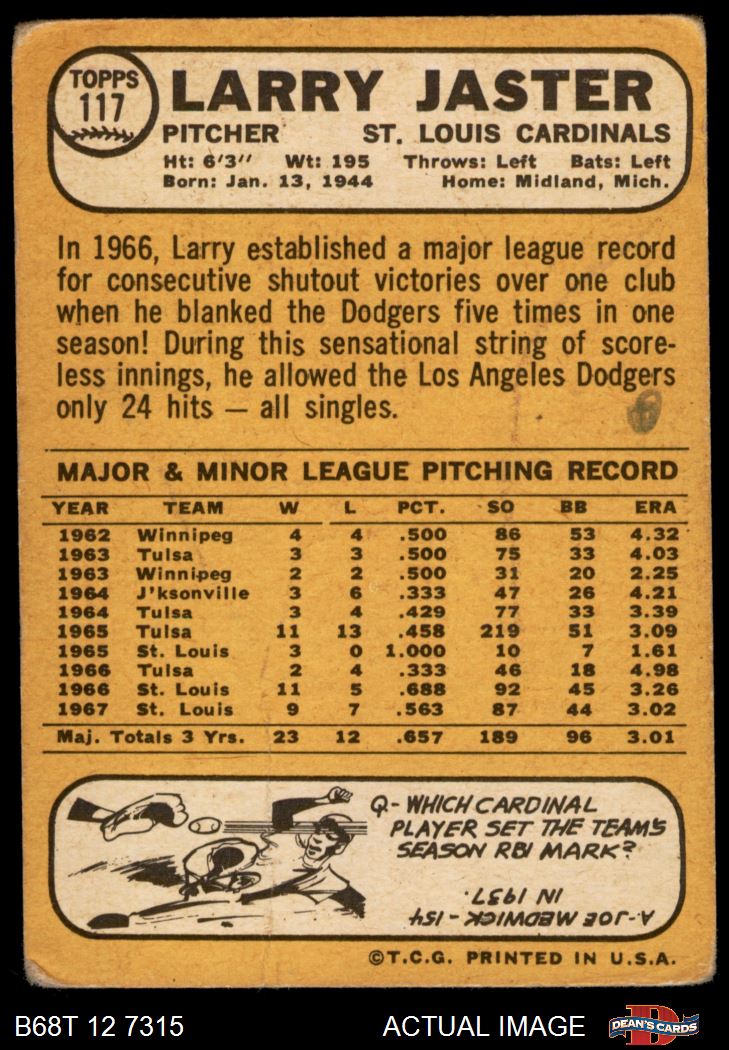 TOPPS
117
LARRY JASTER
PITCHER ST. LOUIS CARDINALS
Ht: 6'3" Wt: 195 Throws: Left Bats: Left
Born: Jan. 13, 1944 Home: Midland, Mich.
In 1966, Larry established a major league record
for consecutive shutout victories over one club
when he blanked the Dodgers five times in one
season! During this sensational string of score-
less innings, he allowed the Los Angeles Dodgers
only 24 hits — all singles.
MAJOR & MINOR LEAGUE PITCHING RECORD
YEAR TEAM W L PCT. SO BB ERA
1962 Winnipeg 4 4 .500 86 53 4.32
1963 Tulsa 3 3 .500 75 33 4.03
1963 Winnipeg 2 2 .500 31 20 2.25
1964 J'ksonville 3 6 .333 47 26 4.21
1964 Tulsa 3 4 .429 77 33 3.39
1965 Tulsa 11 13 .458 219 51 3.09
1965 St. Louis 3 0 1.000 10 7 1.61
1966 Tulsa 2 4 .333 46 18 4.98
1966 St. Louis 11 5 .688 92 45 3.26
1967 St. Louis 9 7 .563 87 44 3.02
Maj. Totals 3 Yrs. 23 12 .657 189 96 3.01
Q- WHICH CARDINAL
PLAYER SET THE TEAM'S
SEASON RBI MARK?
A-JOE MEDWICK - 154
IN 1937.
©T.C.G. PRINTED IN U.S.A.
B68T 12 7315 ACTUAL IMAGE DEAN'S CARDS